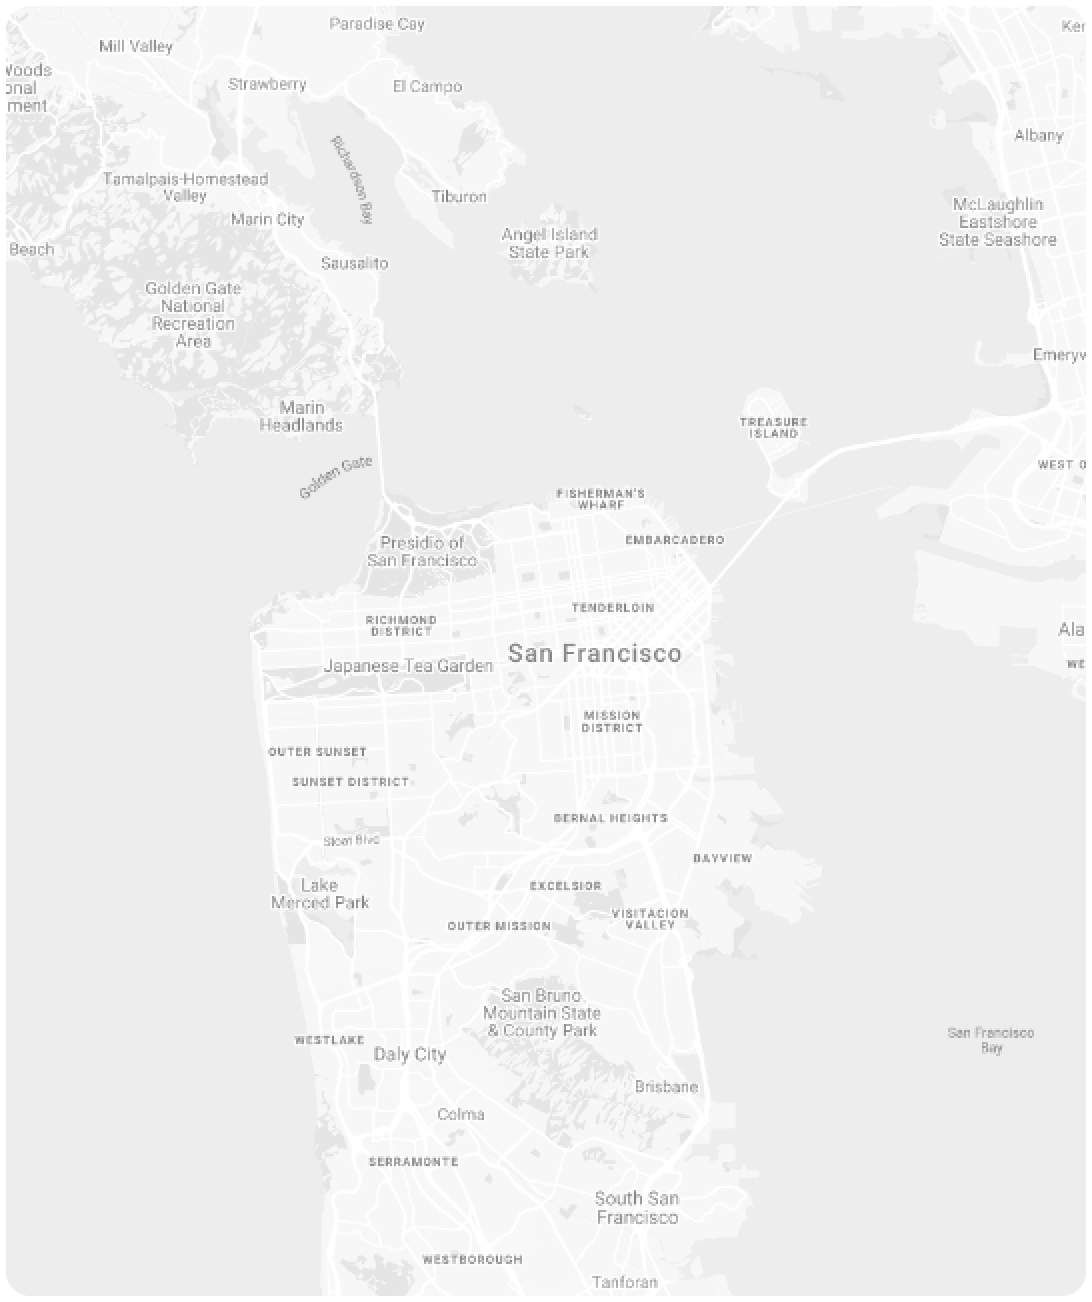 Paradise Cay
Mill Valley
Woods
onal
ment
Strawberry
El Campo
Ker
Albany
Richardson Bay
Tamalpais-Homestead
Valley
Tiburon
Marin City
McLaughlin
Eastshore
State Seashore
Angel Island
State Park
Beach
Sausalito
Golden Gate
National
Recreation
Area
Emeryv
Marin
Headlands
TREASURE
ISLAND
Golden Gate
WEST O
FISHERMAN'S
WHARF
EMBARCADERO
Presidio of
San Francisco
TENDERLOIN
RICHMOND
DISTRICT
Ala
San Francisco
Japanese Tea Garden
WE
MISSION
DISTRICT
OUTER SUNSET
SUNSET DISTRICT
BERNAL HEIGHTS
Sloat Blvd
BAYVIEW
Lake
Merced Park
EXCELSIOR
VISITACION
VALLEY
OUTER MISSION
San Bruno
Mountain State
& County Park
San Francisco
Bay
WESTLAKE
Daly City
Brisbane
Colma
SERRAMONTE
South San
Francisco
WESTBOROUGH
Tanforan